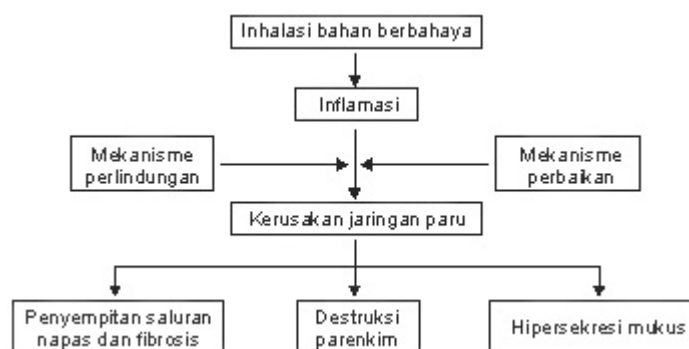 Inhalasi bahan berbahaya
Inflamasi
Mekanisme
perlindungan
Mekanisme
perbaikan
Kerusakan jaringan paru
Penyempitan saluran
napas dan fibrosis
Destruksi
parenkim
Hipersekresi mukus